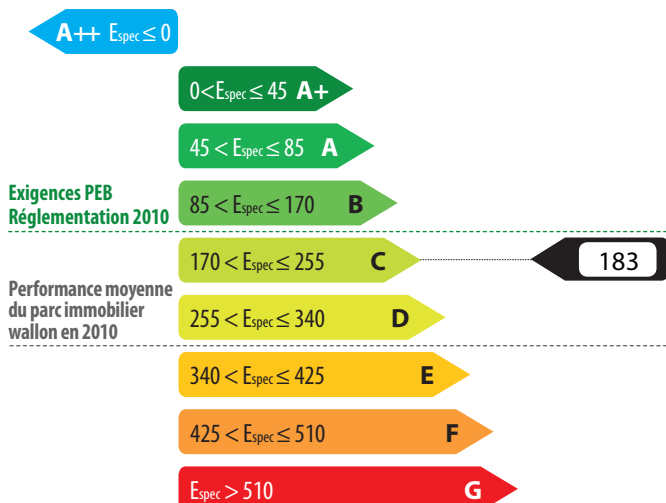 A++ Espec ≤ 0
0<Espec ≤ 45 A+
45 < Espec ≤ 85 A
Exigences PEB
Réglementation 2010
85 < Espec ≤ 170 B
170 < Espec ≤ 255 C
183
Performance moyenne
du parc immobilier
wallon en 2010
255 < Espec ≤ 340 D
340 < Espec ≤ 425 E
425 < Espec ≤ 510 F
Espec > 510 G